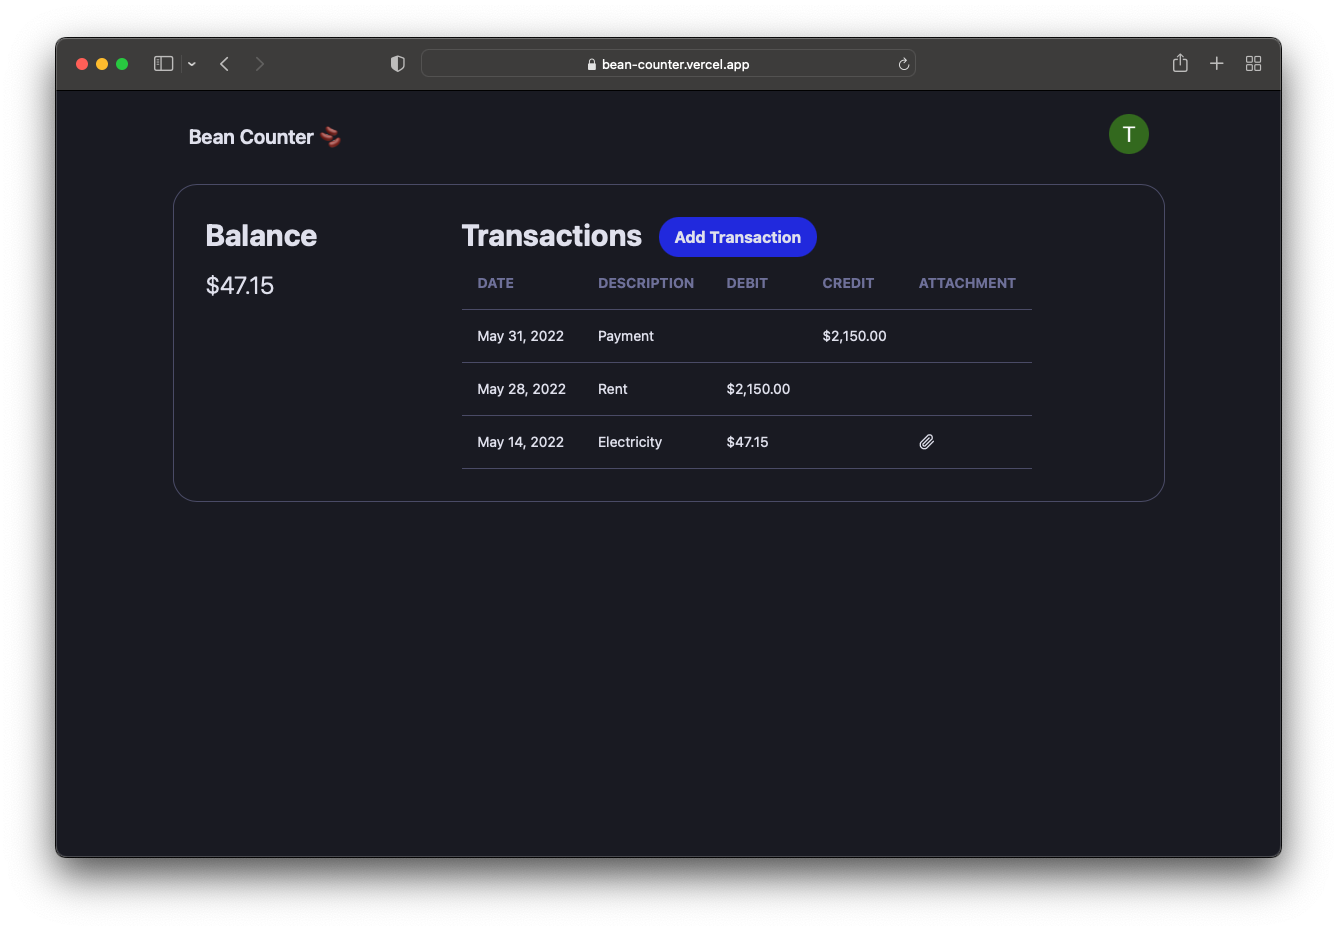 bean-counter.vercel.app
Bean Counter
T
Balance
$47.15
Transactions Add Transaction
DATE DESCRIPTION DEBIT CREDIT ATTACHMENT
May 31, 2022 Payment $2,150.00
May 28, 2022 Rent $2,150.00
May 14, 2022 Electricity $47.15